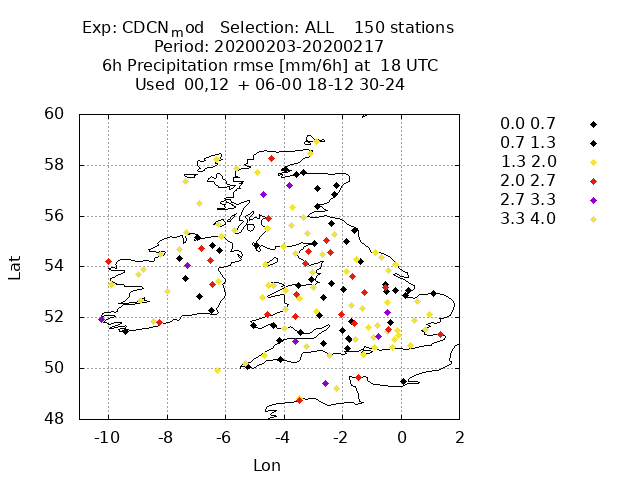 Exp: CDCNmod Selection: ALL 150 stations
Period: 20200203-20200217
6h Precipitation rmse [mm/6h] at 18 UTC
Used 00,12 + 06-00 18-12 30-24
60
58
56
54
52
50
48
Lat
-10 -8 -6 -4 -2 0 2
Lon
0.0 0.7
0.7 1.3
1.3 2.0
2.0 2.7
2.7 3.3
3.3 4.0